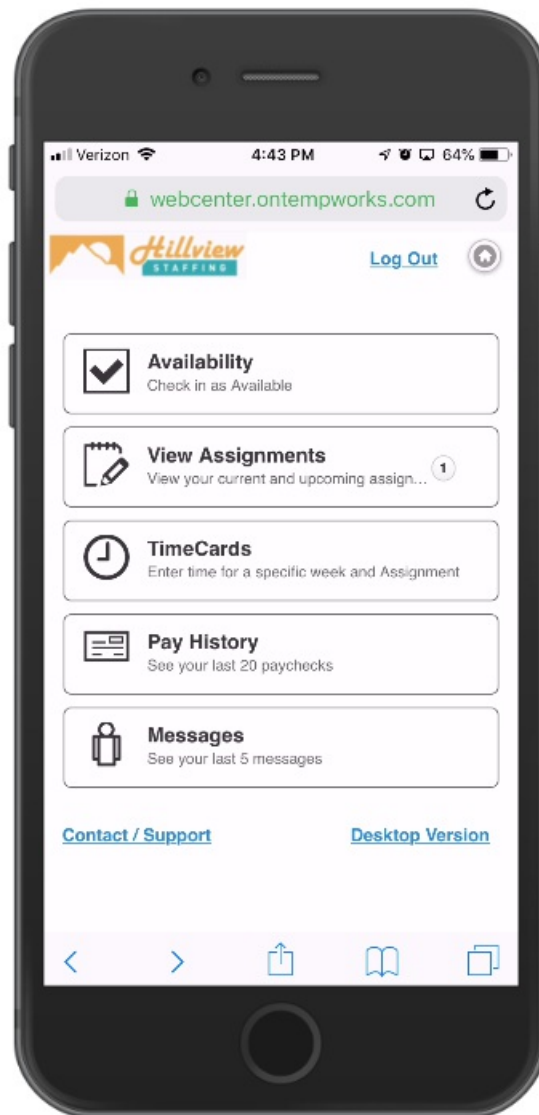 Verizon 4:43 PM 64%
webcenter.ontempworks.com
Hillview
STAFFING
Log Out
Availability
Check in as Available
View Assignments
View your current and upcoming assign... 1
TimeCards
Enter time for a specific week and Assignment
Pay History
See your last 20 paychecks
Messages
See your last 5 messages
Contact / Support Desktop Version